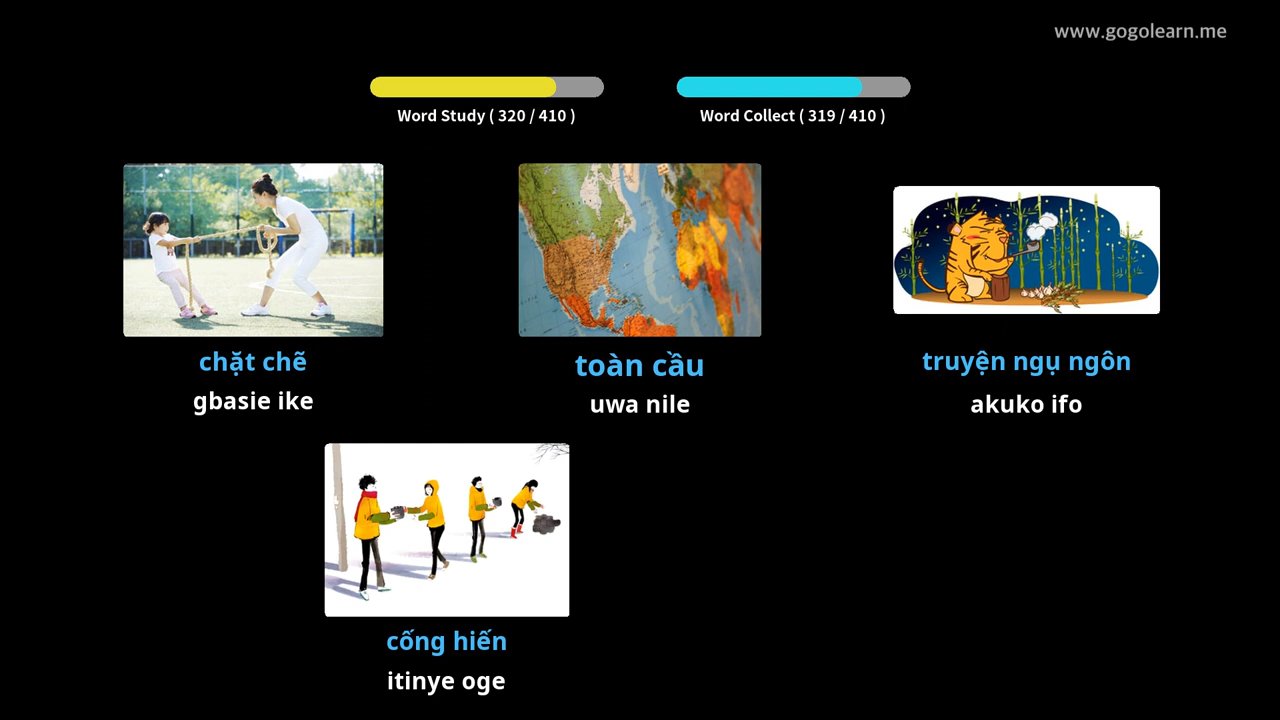 www.gogolearn.me
Word Study ( 320 / 410 )
Word Collect ( 319 / 410 )
chặt chẽ
gbasie ike
toàn cầu
uwa nile
truyện ngụ ngôn
akuko ifo
cống hiến
itinye oge